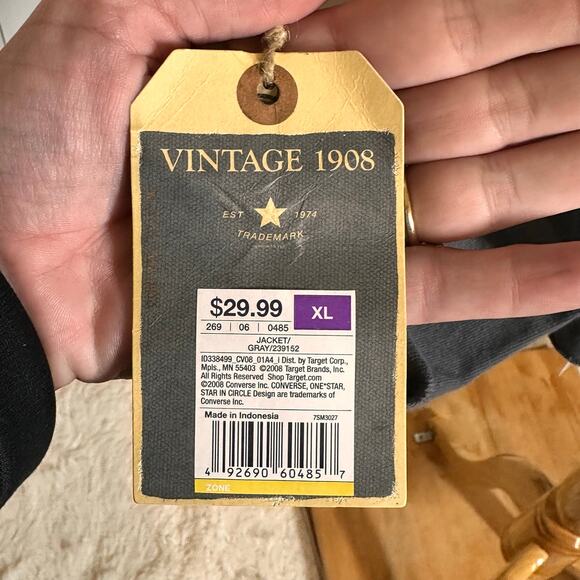 VINTAGE 1908
EST 1974
TRADEMARK
$29.99 XL
269 | 06 | 0485
JACKET/
GRAY/239152
ID338499_CV08_01A4_I Dist. by Target Corp.,
Mpls., MN 55403 ©2008 Target Brands, Inc.
All Rights Reserved Shop Target.com
©2008 Converse Inc. CONVERSE, ONE*STAR,
STAR IN CIRCLE Design are trademarks of
Converse Inc.
Made in Indonesia 7SM3027
4 92690 60485 7
ZONE